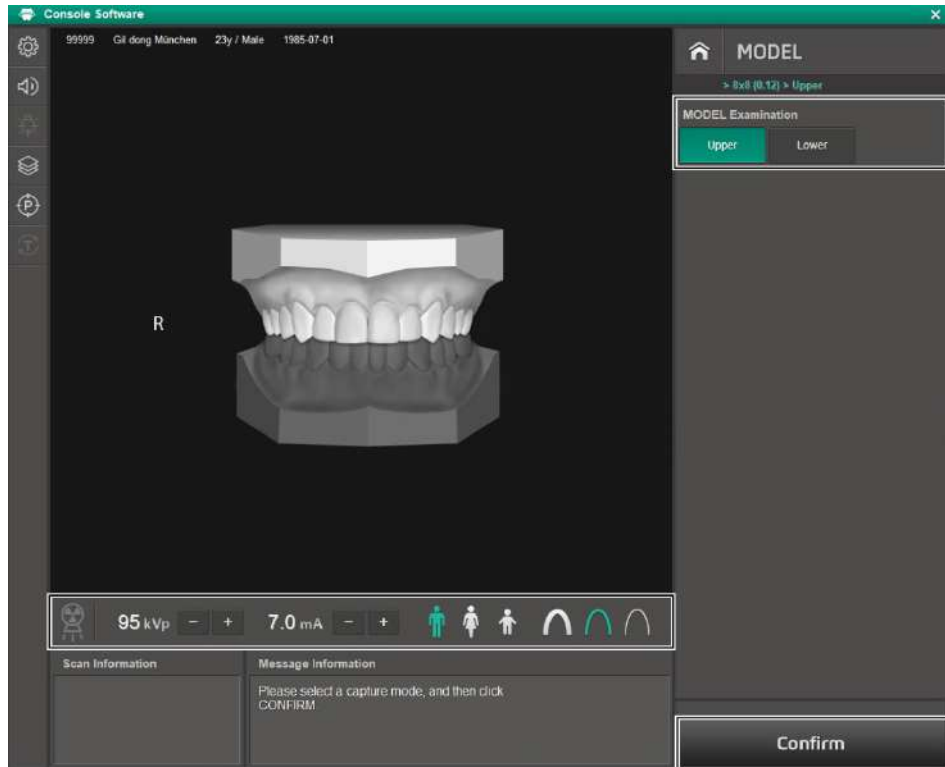 Console Software
99999 Gil dong München 23y / Male 1985-07-01
MODEL
> 8x8 (0.12) > Upper
MODEL Examination
Upper Lower
P
T
R
95 kVp - + 7.0 mA - +
Scan Information
Message Information
Please select a capture mode, and then click
CONFIRM.
Confirm